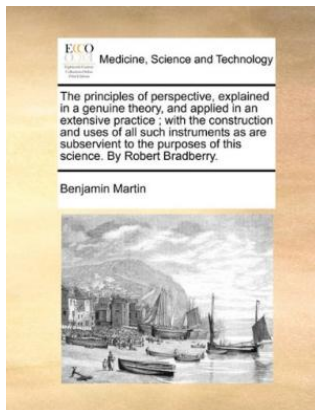 ECCO
Medicine, Science and Technology
The principles of perspective, explained
in a genuine theory, and applied in an
extensive practice ; with the construction
and uses of all such instruments as are
subservient to the purposes of this
science. By Robert Bradberry.
Benjamin Martin